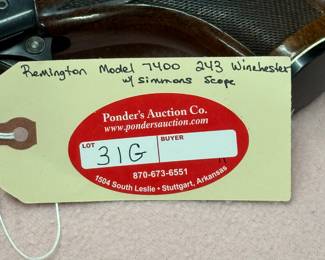 Remington Model 7400 243 Winchester
w/ Simmons Scope
Ponder's Auction Co.
www.pondersauction.com
LOT BUYER
31G
870-673-6551
1504 South Leslie • Stuttgart, Arkansas